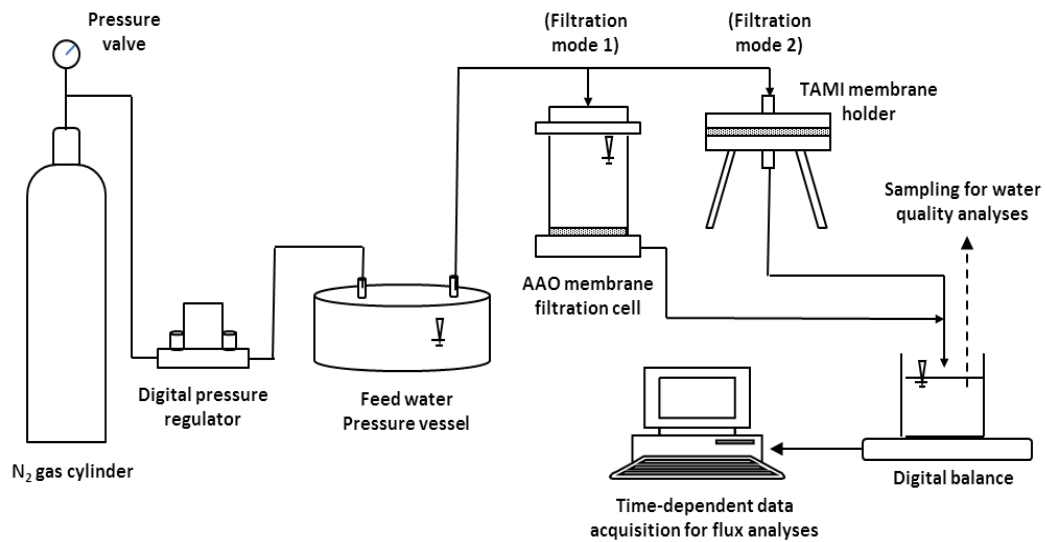 Pressure
valve
(Filtration
mode 1)
(Filtration
mode 2)
TAMI membrane
holder
Sampling for water
quality analyses
AAO membrane
filtration cell
Digital pressure
regulator
Feed water
Pressure vessel
N₂ gas cylinder
Digital balance
Time-dependent data
acquisition for flux analyses